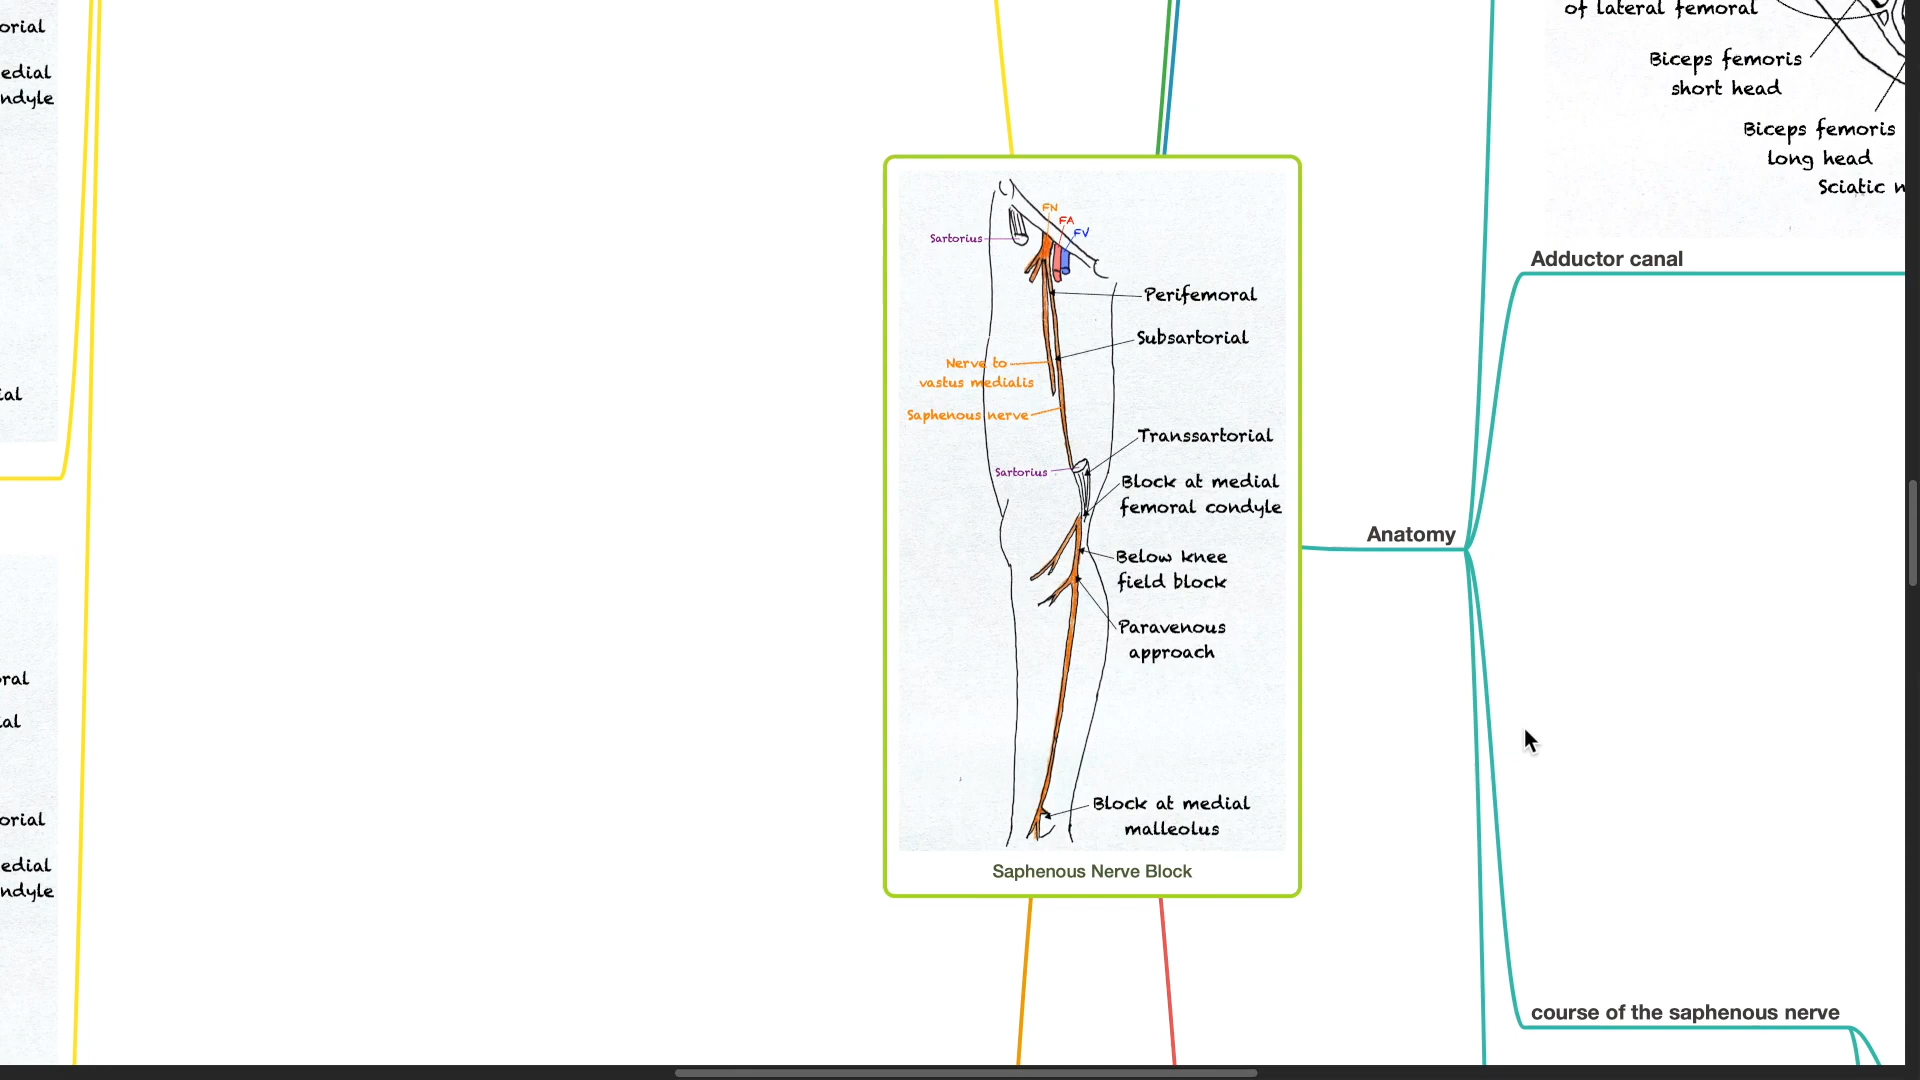 orial
edial
ndyle
ial
oral
ial
orial
edial
ndyle
FN
FA
FV
Sartorius
Perifemoral
Subsartorial
Nerve to
vastus medialis
Saphenous nerve
Transsartorial
Sartorius
Block at medial
femoral condyle
Below knee
field block
Paravenous
approach
Block at medial
malleolus
Saphenous Nerve Block
Anatomy
of lateral femoral
Biceps femoris
short head
Biceps femoris
long head
Sciatic n
Adductor canal
course of the saphenous nerve